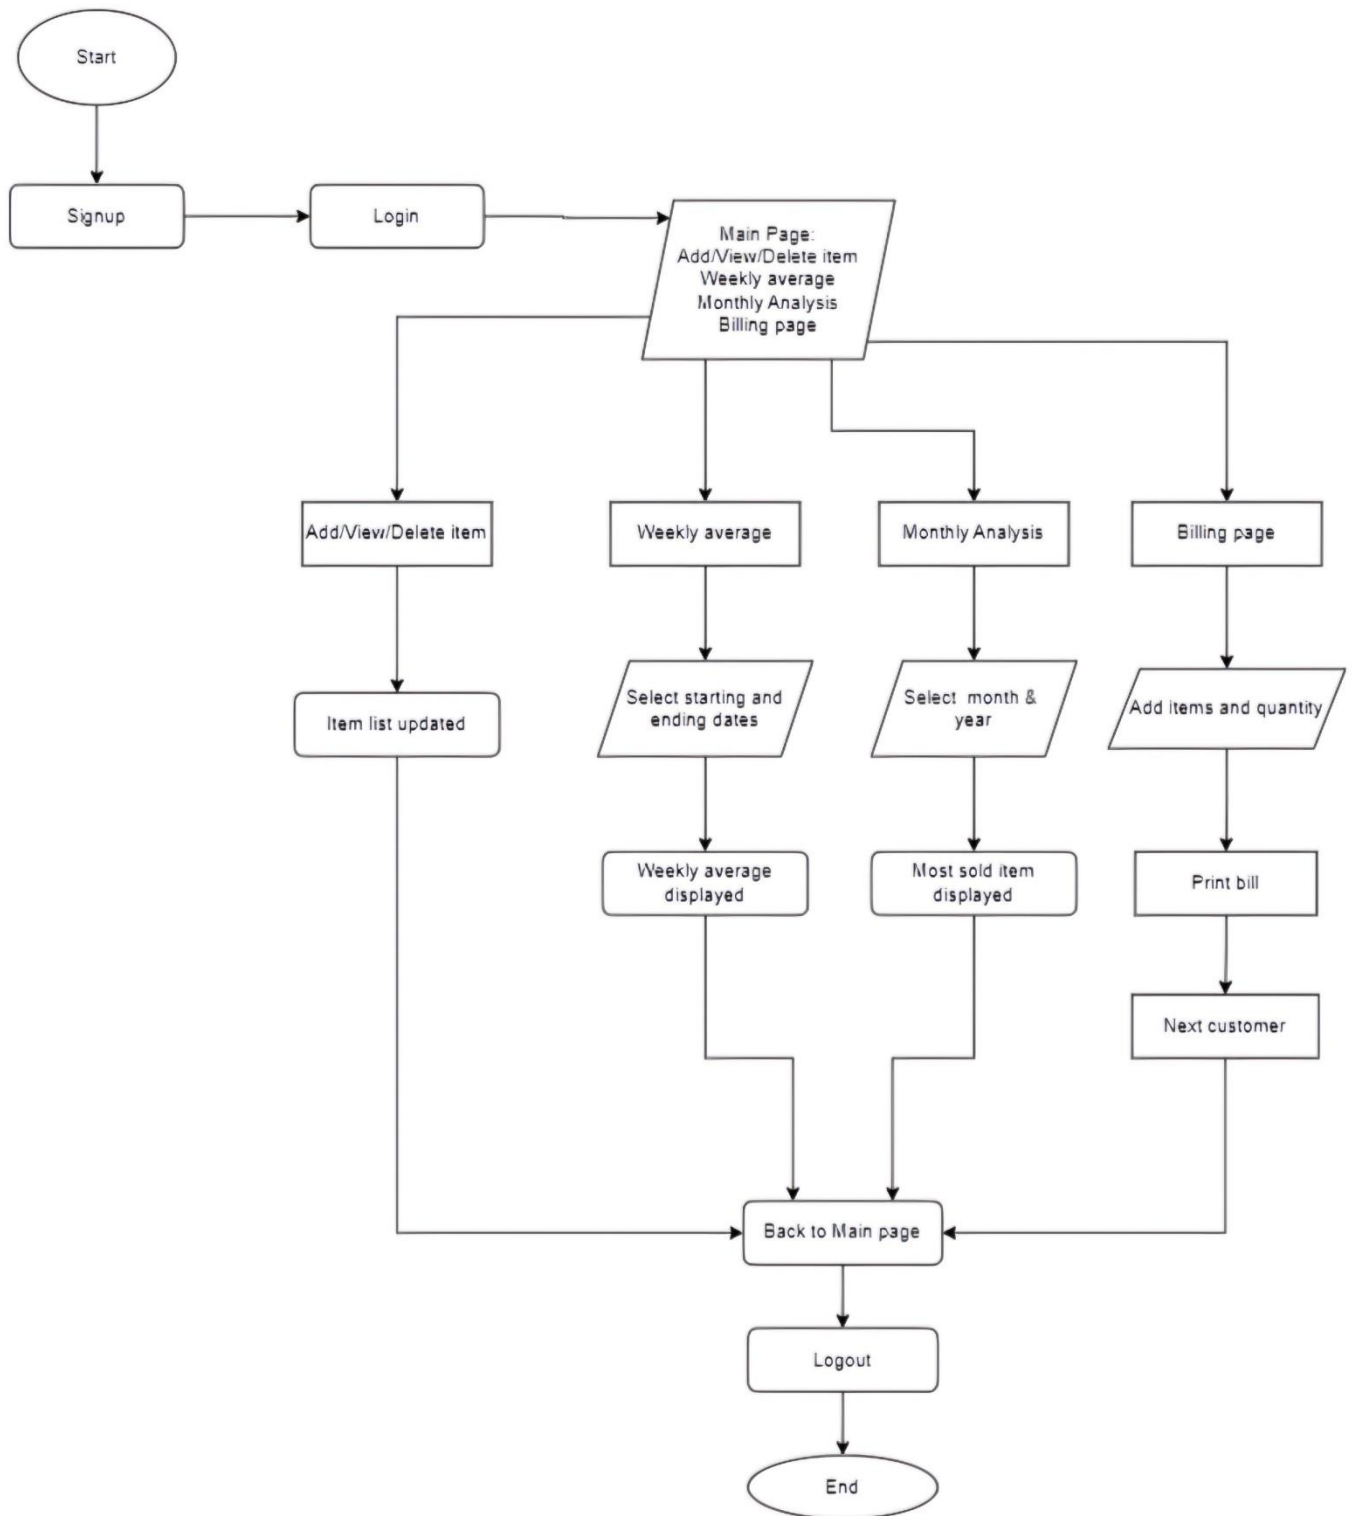 Start
Signup
Login
Main Page:
Add/View/Delete item
Weekly average
Monthly Analysis
Billing page
Add/View/Delete item
Weekly average
Monthly Analysis
Billing page
Item list updated
Select starting and
ending dates
Select month &
year
Add items and quantity
Weekly average
displayed
Most sold item
displayed
Print bill
Next customer
Back to Main page
Logout
End